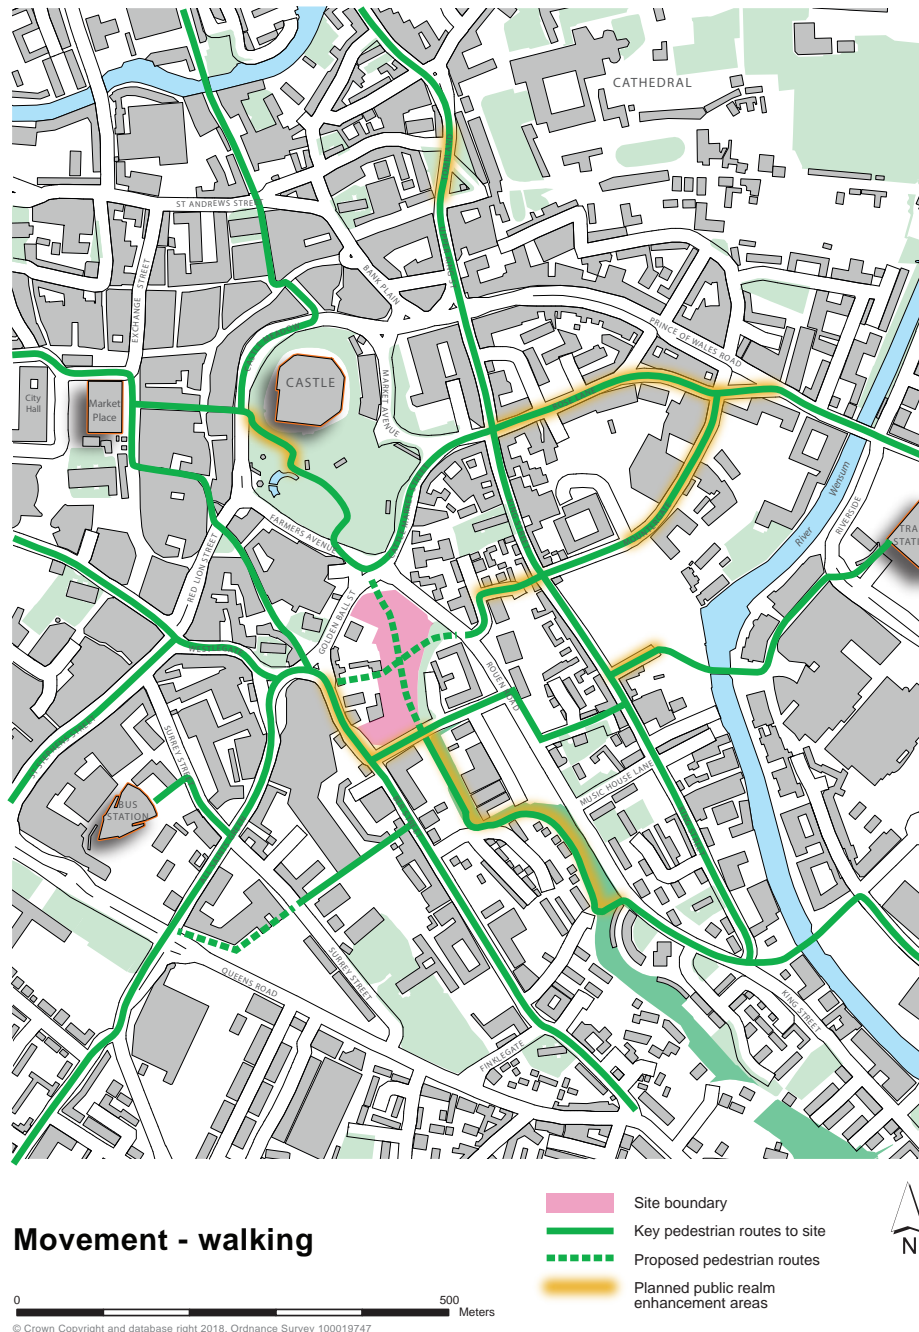 CATHEDRAL
ST ANDREWS STREET
BANK PLAIN
EXCHANGE STREET
PRINCE OF WALES ROAD
CASTLE
MARKET AVENUE
City
Hall
Market
Place
River Wensum
RIVERSIDE
FARMERS AVENUE
RED LION STREET
GOLDEN BALL ST
WESTLEGATE
ROUEN ROAD
SURREY STREET
MUSIC HOUSE LANE
BUS
STATION
QUEENS ROAD
SURREY STREET
KING STREET
FINKLEGATE
Movement - walking
Site boundary
Key pedestrian routes to site
Proposed pedestrian routes
Planned public realm
enhancement areas
N
0 500
Meters
© Crown Copyright and database right 2018. Ordnance Survey 100019747